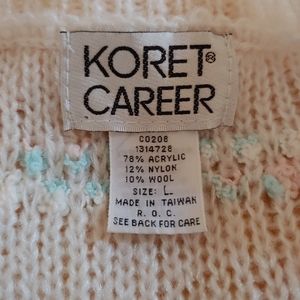 KORET®
CAREER
C0208
1314728
78% ACRYLIC
12% NYLON
10% WOOL
SIZE: L
MADE IN TAIWAN
R. O. C.
SEE BACK FOR CARE